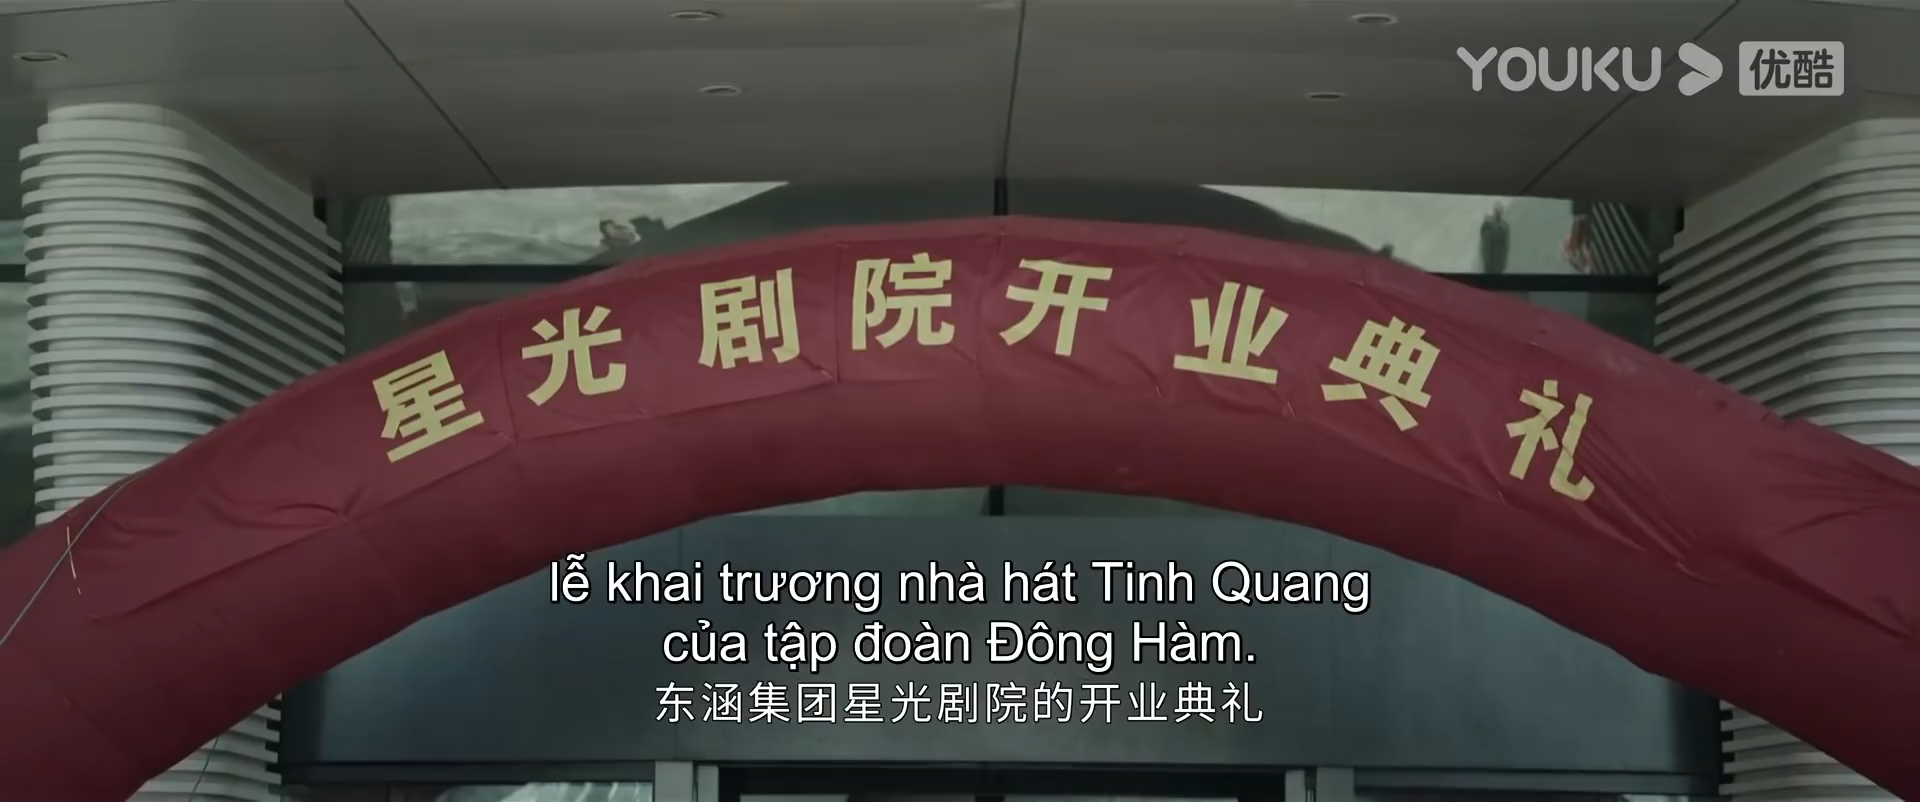 YOUKU 优酷
星光剧院开业典礼
lễ khai trương nhà hát Tinh Quang
của tập đoàn Đông Hàm.
东涵集团星光剧院的开业典礼